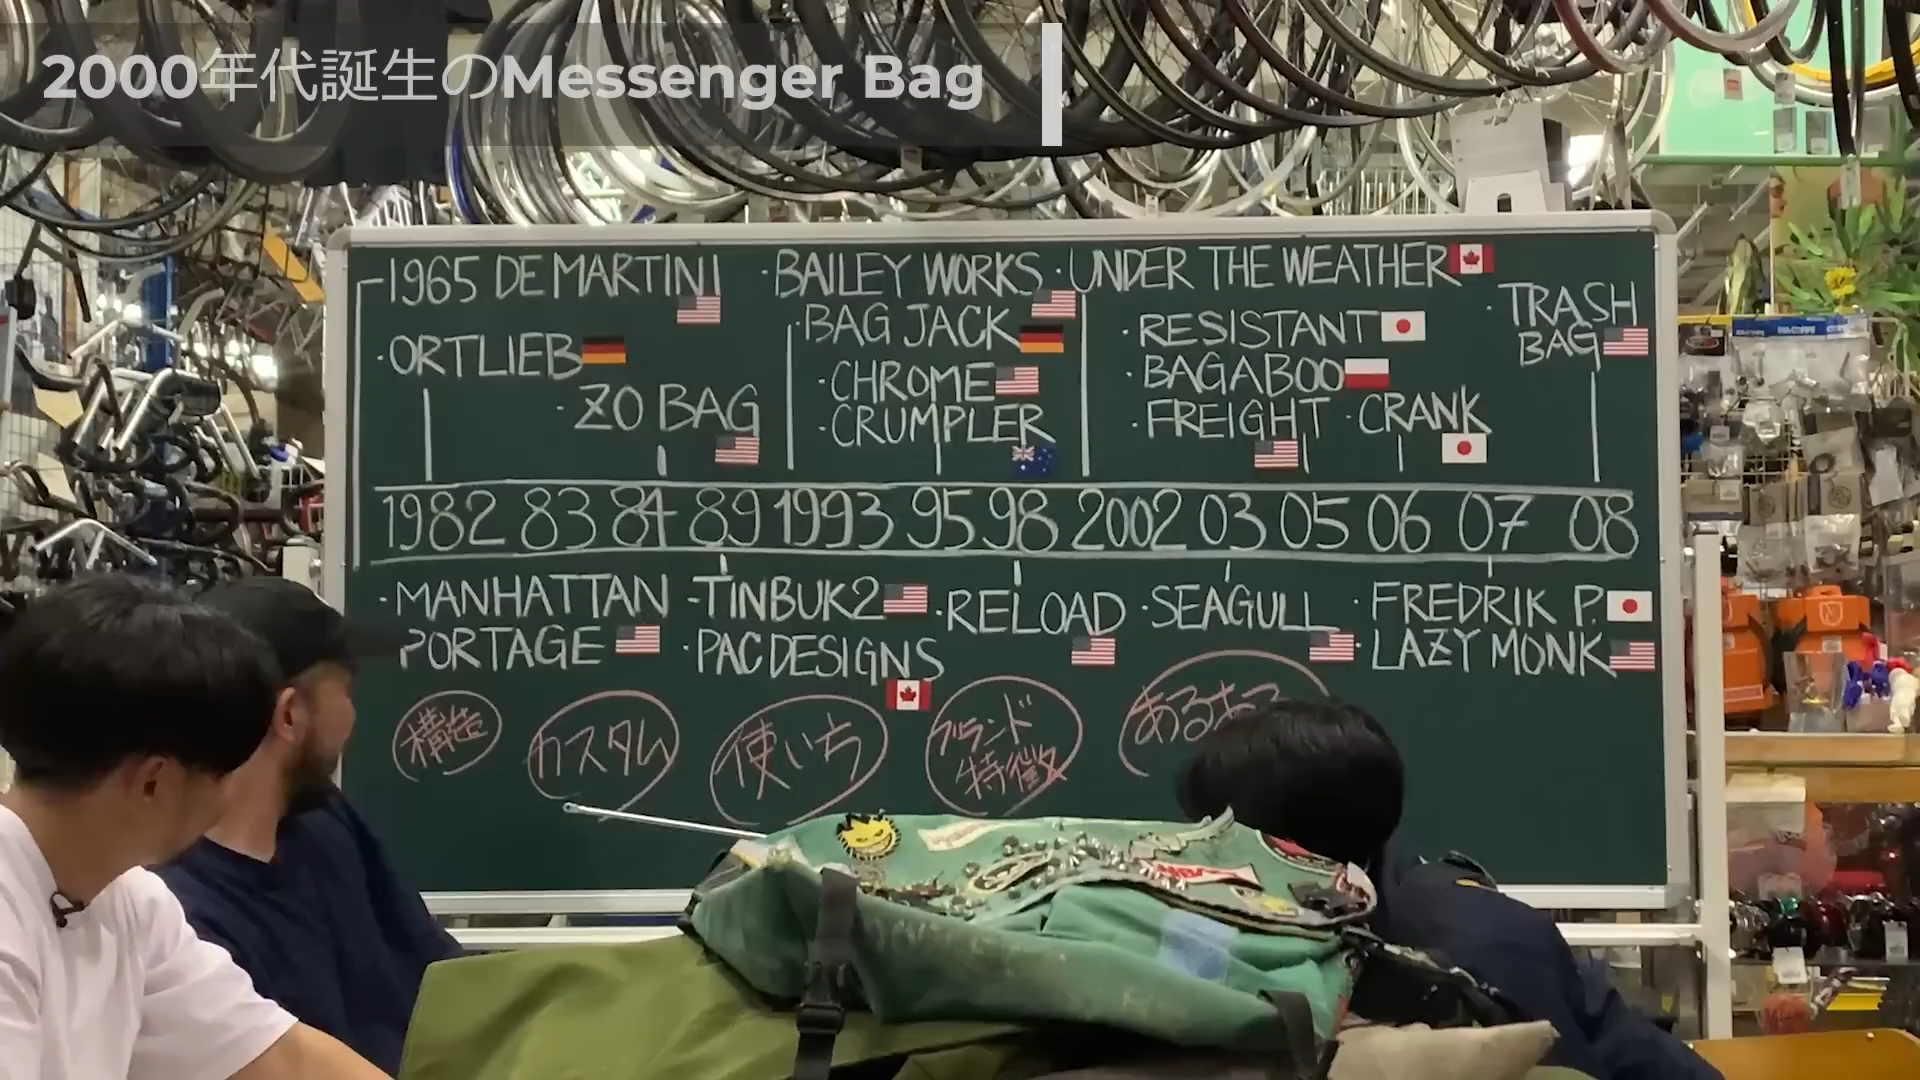 2000年代誕生のMessenger Bag
1965 DE MARTINI
・BAILEY WORKS
・UNDER THE WEATHER
・TRASH
BAG
・ORTLIEB
・BAG JACK
・RESISTANT
・CHROME
・BAGABOO
・ZO BAG
・CRUMPLER
・FREIGHT
・CRANK
1982 83 84 89 1993 95 98 2002 03 05 06 07 08
・MANHATTAN
PORTAGE
-TINBUK2
・PACDESIGNS
・RELOAD
・SEAGULL
・FREDRIK P.
・LAZY MONK
構造
カスタム
使いち
ブランド
特徴